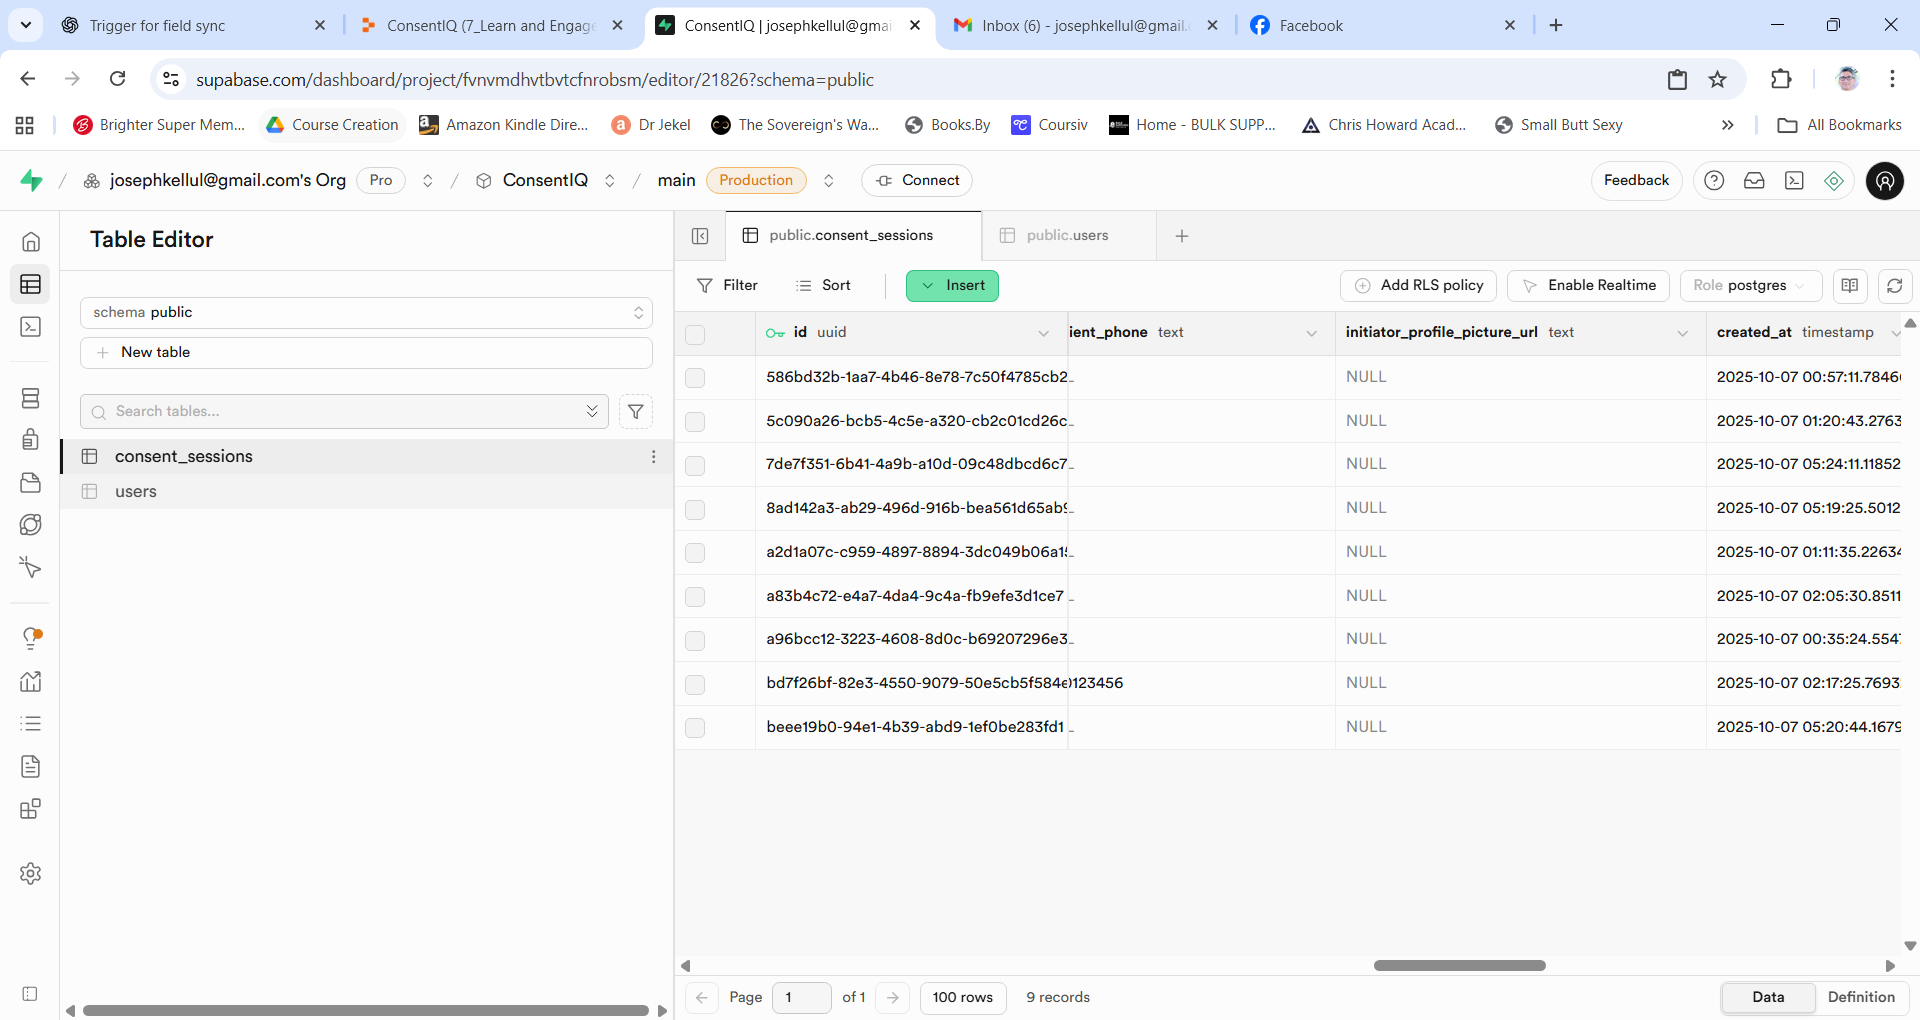 Trigger for field sync
ConsentIQ (7_Learn and Engage
ConsentIQ | josephkellul@gmai
Inbox (6) - josephkellul@gmail.
Facebook
supabase.com/dashboard/project/fvnvmdhvtbvtcfnrobsm/editor/21826?schema=public
Brighter Super Mem...
Course Creation
Amazon Kindle Dire...
Dr Jekel
The Sovereign's Wa...
Books.By
Coursiv
Home - BULK SUPP...
Chris Howard Acad...
Small Butt Sexy
All Bookmarks
josephkellul@gmail.com's Org
Pro
ConsentIQ
main
Production
Connect
Feedback
Table Editor
public.consent_sessions
public.users
schema public
New table
Search tables...
consent_sessions
users
Filter
Sort
Insert
Add RLS policy
Enable Realtime
Role postgres
id uuid
ient_phone text
initiator_profile_picture_url text
created_at timestamp
586bd32b-1aa7-4b46-8e78-7c50f4785cb2
NULL
2025-10-07 00:57:11.7846
5c090a26-bcb5-4c5e-a320-cb2c01cd26c
NULL
2025-10-07 01:20:43.2763
7de7f351-6b41-4a9b-a10d-09c48dbcd6c7
NULL
2025-10-07 05:24:11.11852
8ad142a3-ab29-496d-916b-bea561d65ab9
NULL
2025-10-07 05:19:25.5012
a2d1a07c-c959-4897-8894-3dc049b06a15
NULL
2025-10-07 01:11:35.22634
a83b4c72-e4a7-4da4-9c4a-fb9efe3d1ce7
NULL
2025-10-07 02:05:30.8511
a96bcc12-3223-4608-8d0c-b69207296e3
NULL
2025-10-07 00:35:24.5547
bd7f26bf-82e3-4550-9079-50e5cb5f584e
0123456
NULL
2025-10-07 02:17:25.7693
beee19b0-94e1-4b39-abd9-1ef0be283fd1
NULL
2025-10-07 05:20:44.1679
Page
1
of 1
100 rows
9 records
Data
Definition